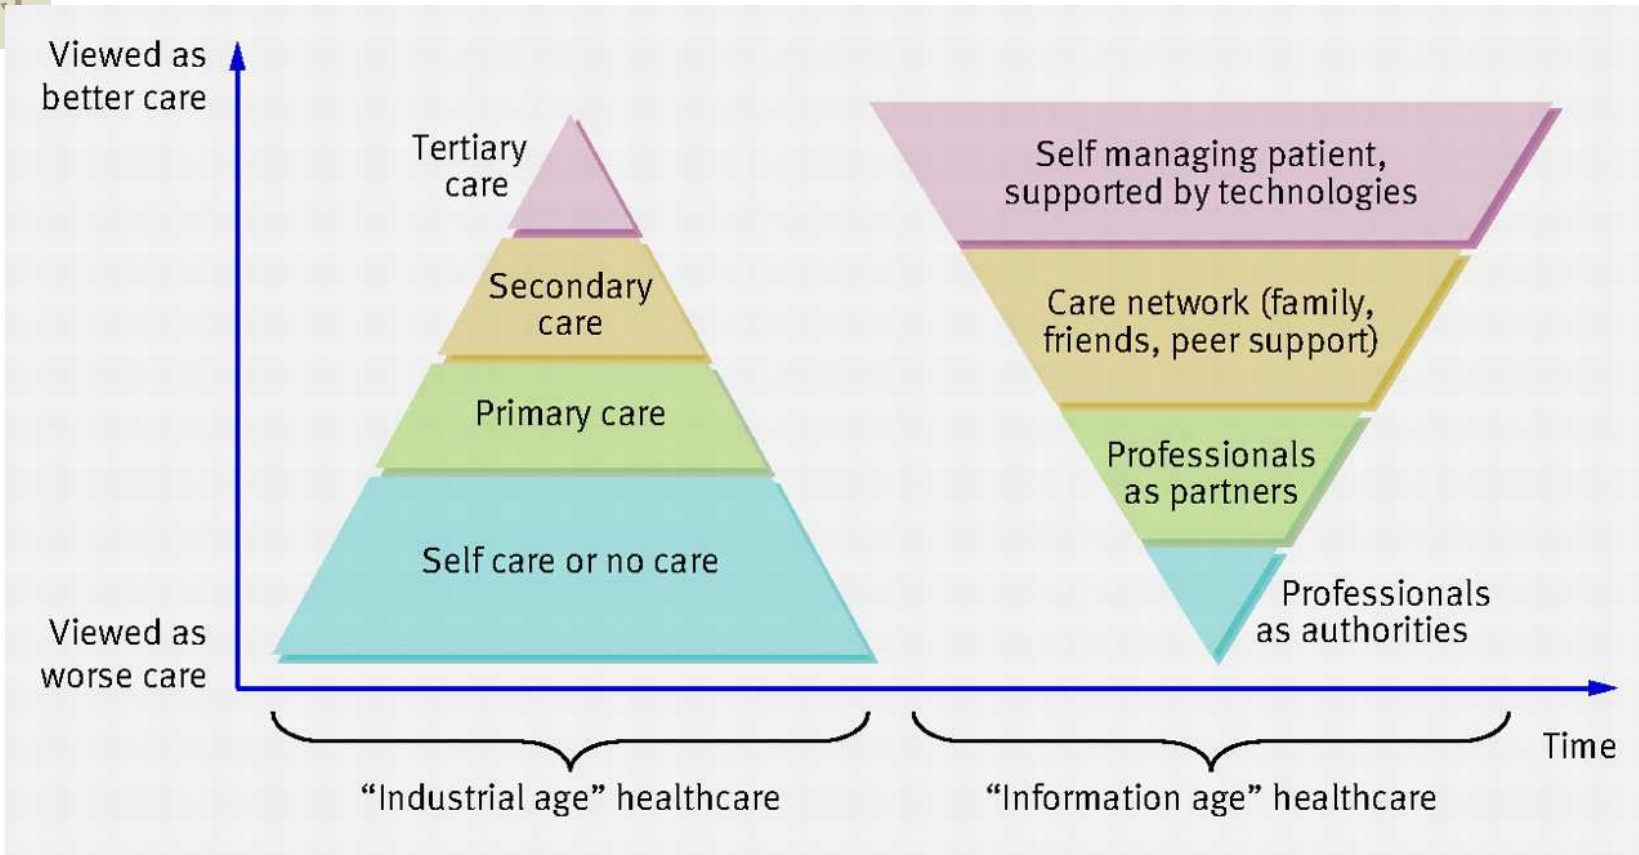 Viewed as
better care
Tertiary
care
Secondary
care
Primary care
Self care or no care
Viewed as
worse care
Self managing patient,
supported by technologies
Care network (family,
friends, peer support)
Professionals
as partners
Professionals
as authorities
Time
“Industrial age” healthcare
“Information age” healthcare